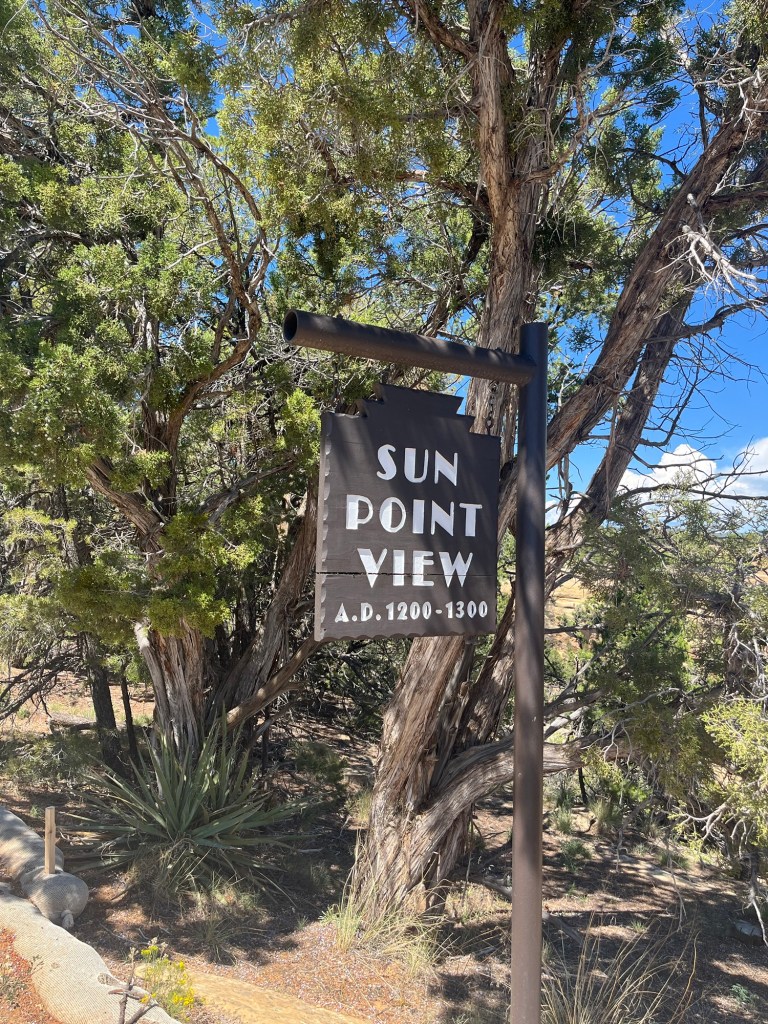 SUN
POINT
VIEW
A.D. 1200-1300